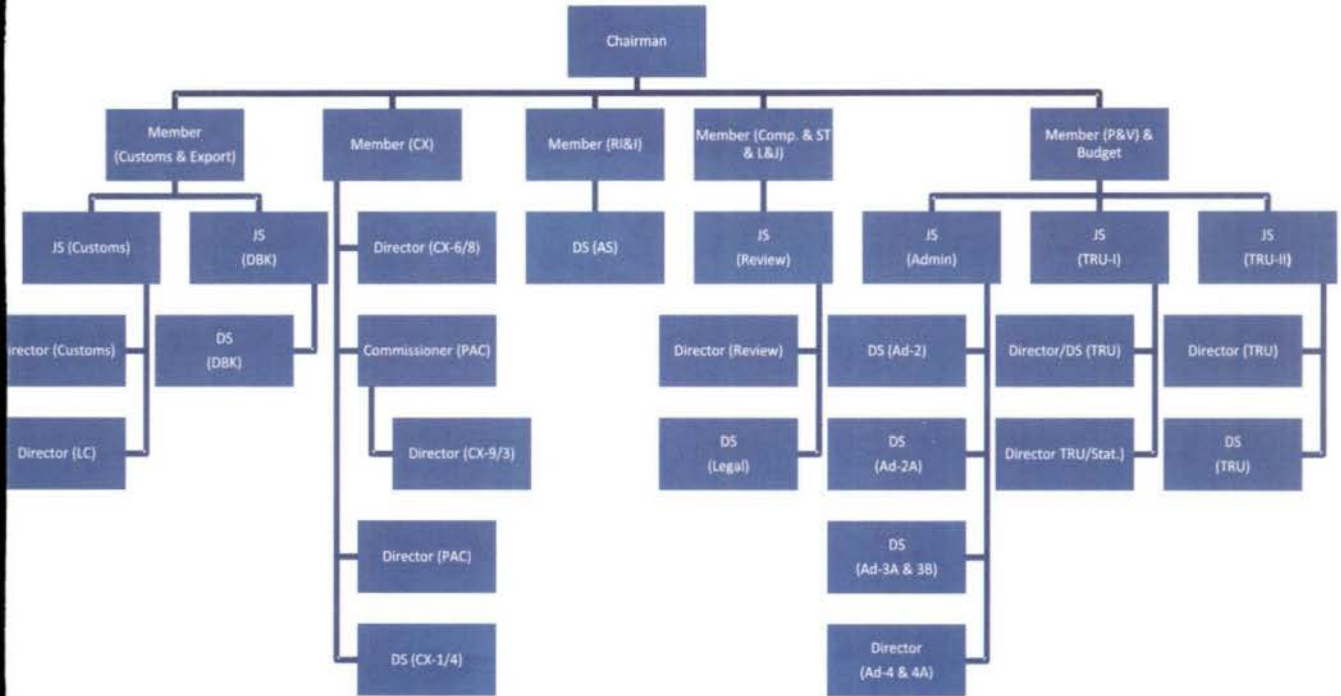 Chairman
Member
(Customs & Export)
Member (CX)
Member (RI&I)
Member (Comp. & ST
& L&J)
Member (P&V) &
Budget
JS (Customs)
JS
(DBK)
Director (CX-6/8)
DS (AS)
JS
(Review)
JS
(Admin)
JS
(TRU-I)
JS
(TRU-II)
irector (Customs)
DS
(DBK)
Commissioner (PAC)
Director (Review)
DS (Ad-2)
Director/DS (TRU)
Director (TRU)
Director (LC)
Director (CX-9/3)
DS
(Legal)
DS
(Ad-2A)
Director TRU/Stat.)
DS
(TRU)
Director (PAC)
DS
(Ad-3A & 3B)
DS (CX-1/4)
Director
(Ad-4 & 4A)